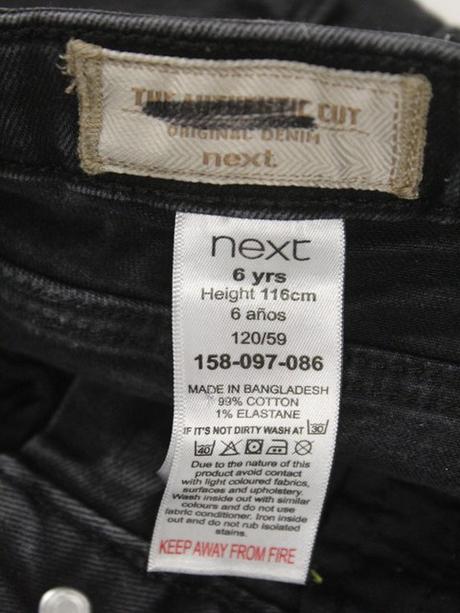 THE AUTHENTIC CUT
ORIGINAL DENIM
next
next
6 yrs
Height 116cm
6 años
120/59
158-097-086
MADE IN BANGLADESH
99% COTTON
1% ELASTANE
IF IT'S NOT DIRTY WASH AT 30
40
Due to the nature of this
product avoid contact
with light coloured fabrics,
surfaces and upholstery.
Wash inside out with similar
colours and do not use
fabric conditioner. Iron inside
out and do not rub isolated
stains.
KEEP AWAY FROM FIRE